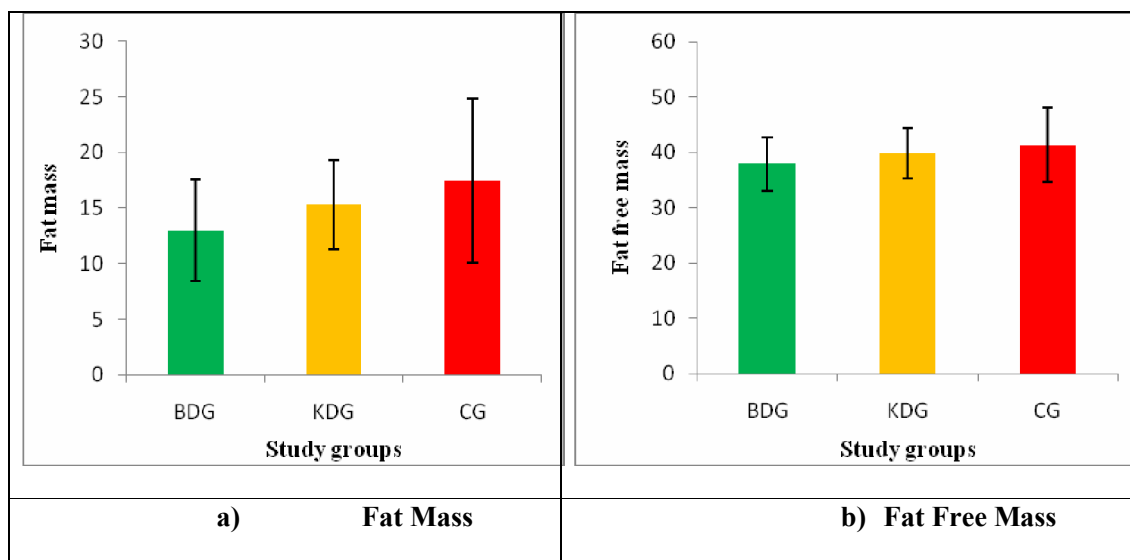 30
25
20
15
10
5
0
Fat mass
BDG KDG CG
Study groups
60
50
40
30
20
10
0
Fat free mass
BDG KDG CG
Study groups
a) Fat Mass
b) Fat Free Mass